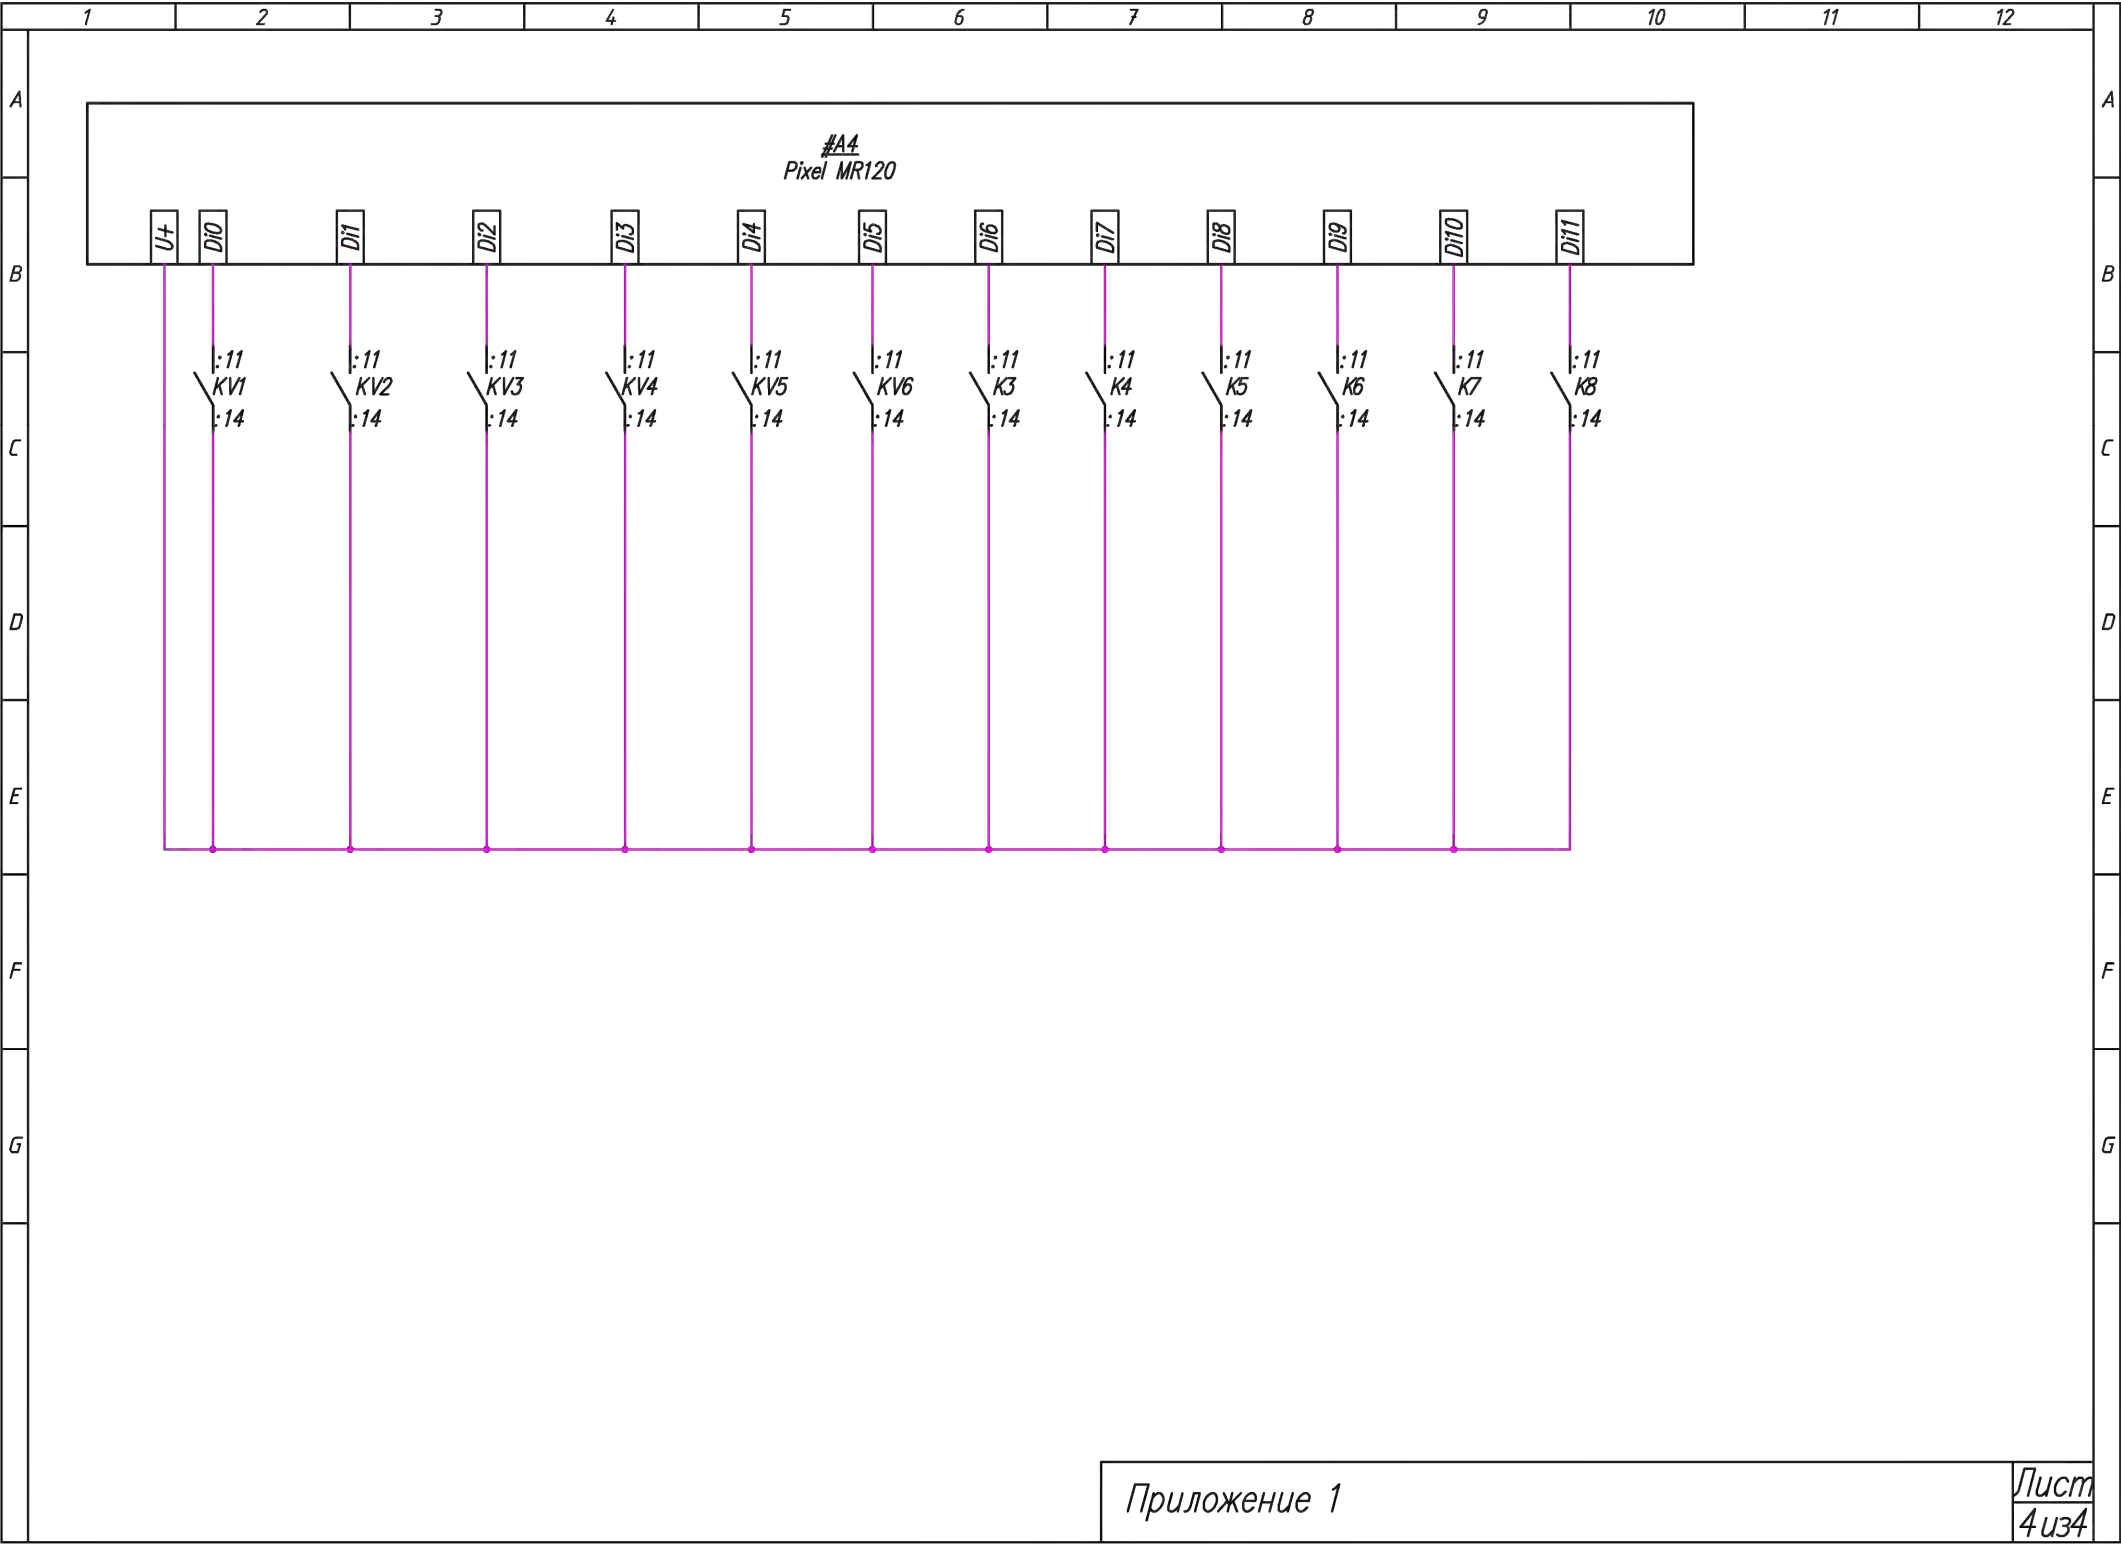 1 2 3 4 5 6 7 8 9 10 11 12
A A
#A4
Pixel MR120
U+ Di0 Di1 Di2 Di3 Di4 Di5 Di6 Di7 Di8 Di9 Di10 Di11
B B
:11 :11 :11 :11 :11 :11 :11 :11 :11 :11 :11 :11
KV1 KV2 KV3 KV4 KV5 KV6 K3 K4 K5 K6 K7 K8
:14 :14 :14 :14 :14 :14 :14 :14 :14 :14 :14 :14
C C
D D
E E
F F
G G
Приложение 1
Лист
4 из4